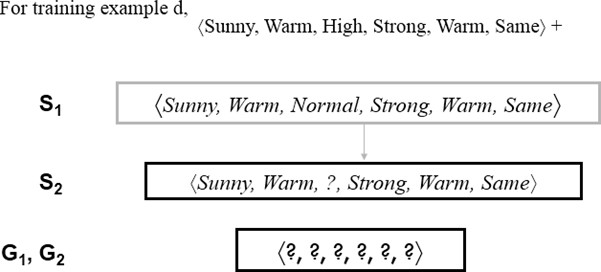 For training example d,
⟨Sunny, Warm, High, Strong, Warm, Same⟩ +
S₁
⟨Sunny, Warm, Normal, Strong, Warm, Same⟩
S₂
⟨Sunny, Warm, ?, Strong, Warm, Same⟩
G₁, G₂
⟨?, ?, ?, ?, ?, ?⟩